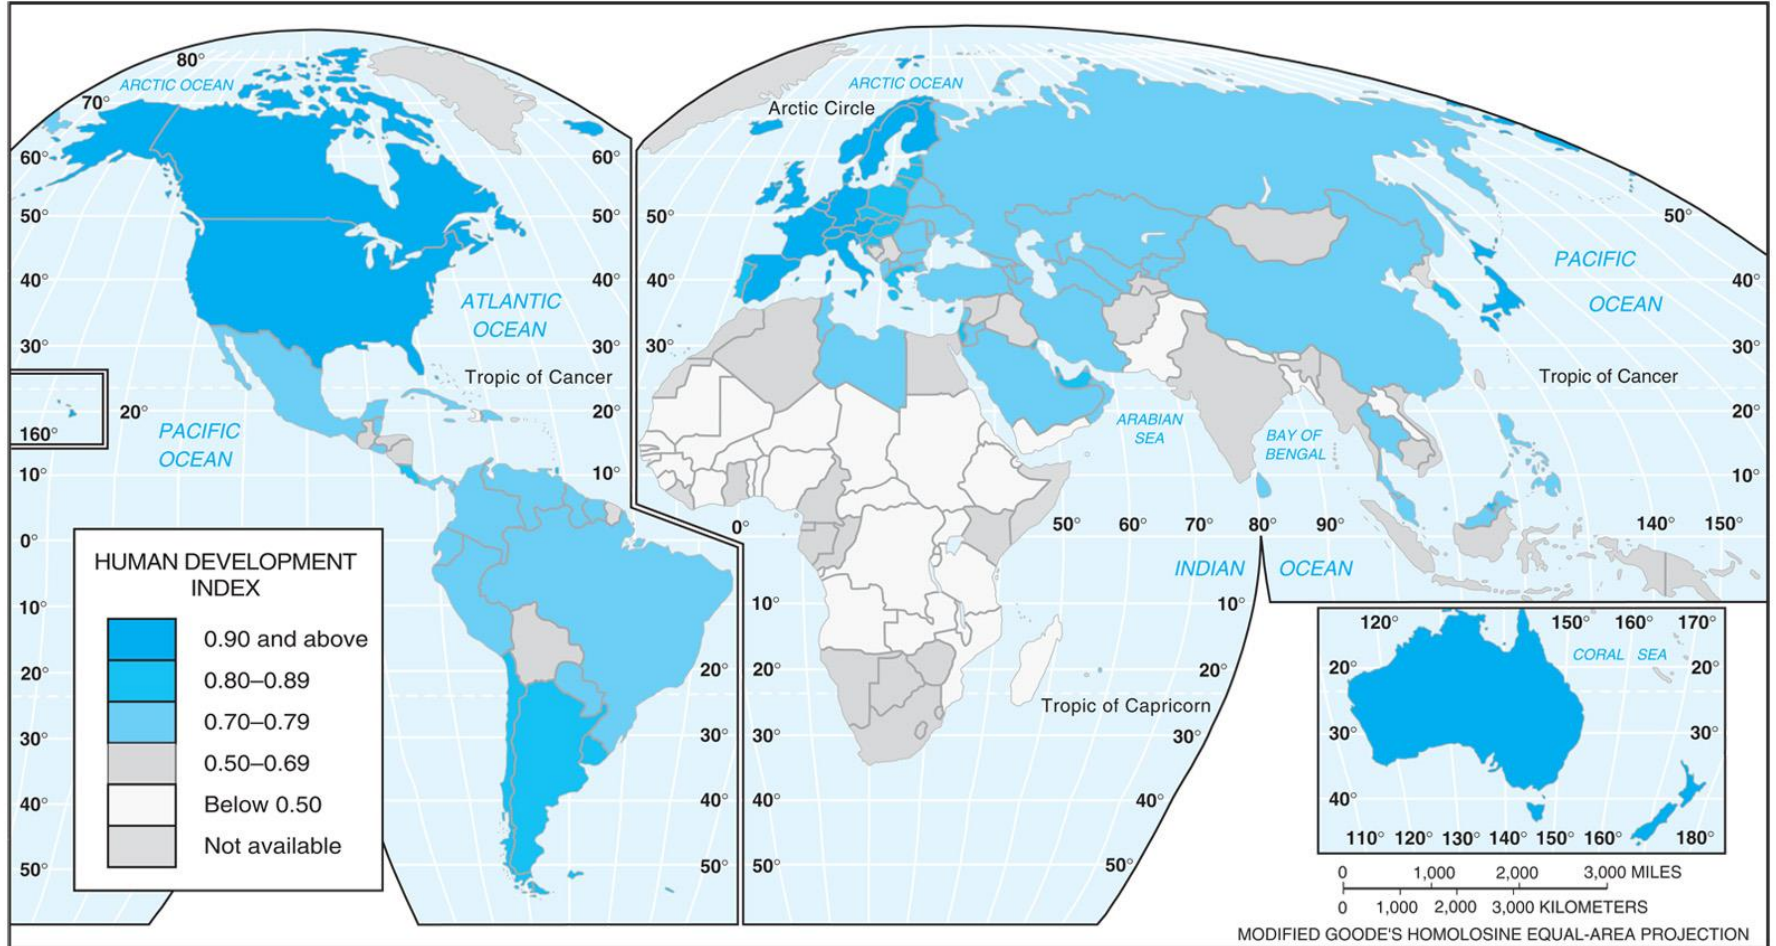 80°
ARCTIC OCEAN
70°
60°
60°
50°
50°
40°
ATLANTIC
OCEAN
40°
30°
30°
Tropic of Cancer
20°
160°
PACIFIC
OCEAN
20°
10°
10°
0°
10°
20°
20°
30°
30°
40°
40°
50°
50°
HUMAN DEVELOPMENT
INDEX
0.90 and above
0.80–0.89
0.70–0.79
0.50–0.69
Below 0.50
Not available
ARCTIC OCEAN
Arctic Circle
50°
50°
40°
PACIFIC
OCEAN
40°
30°
30°
Tropic of Cancer
ARABIAN
SEA
BAY OF
BENGAL
20°
10°
0°
50°
60°
70°
80°
90°
140°
150°
INDIAN
OCEAN
10°
10°
20°
20°
Tropic of Capricorn
30°
30°
40°
40°
50°
50°
120°
150°
160°
170°
CORAL SEA
20°
20°
30°
30°
40°
110°
120°
130°
140°
150°
160°
180°
0 1,000 2,000 3,000 MILES
0 1,000 2,000 3,000 KILOMETERS
MODIFIED GOODE'S HOMOLOSINE EQUAL-AREA PROJECTION